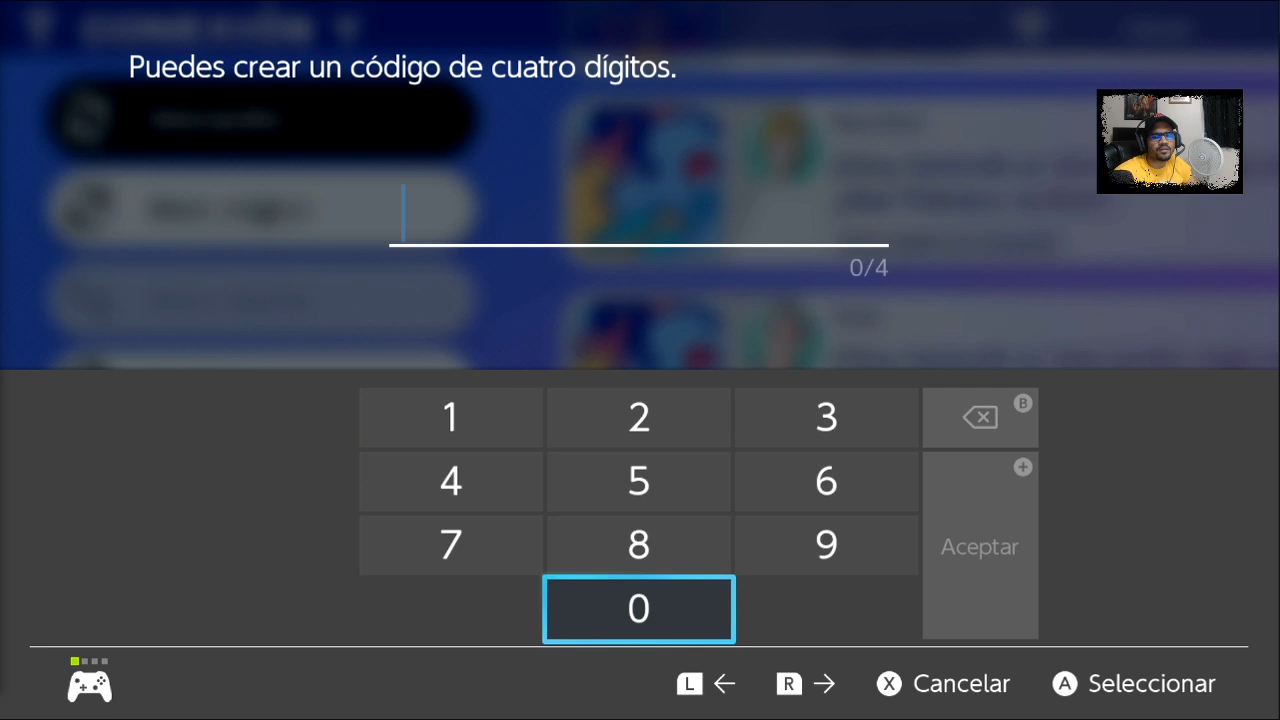 Puedes crear un código de cuatro dígitos.
0/4
1 2 3 B
4 5 6 +
7 8 9 Aceptar
0
L ← R → X Cancelar A Seleccionar